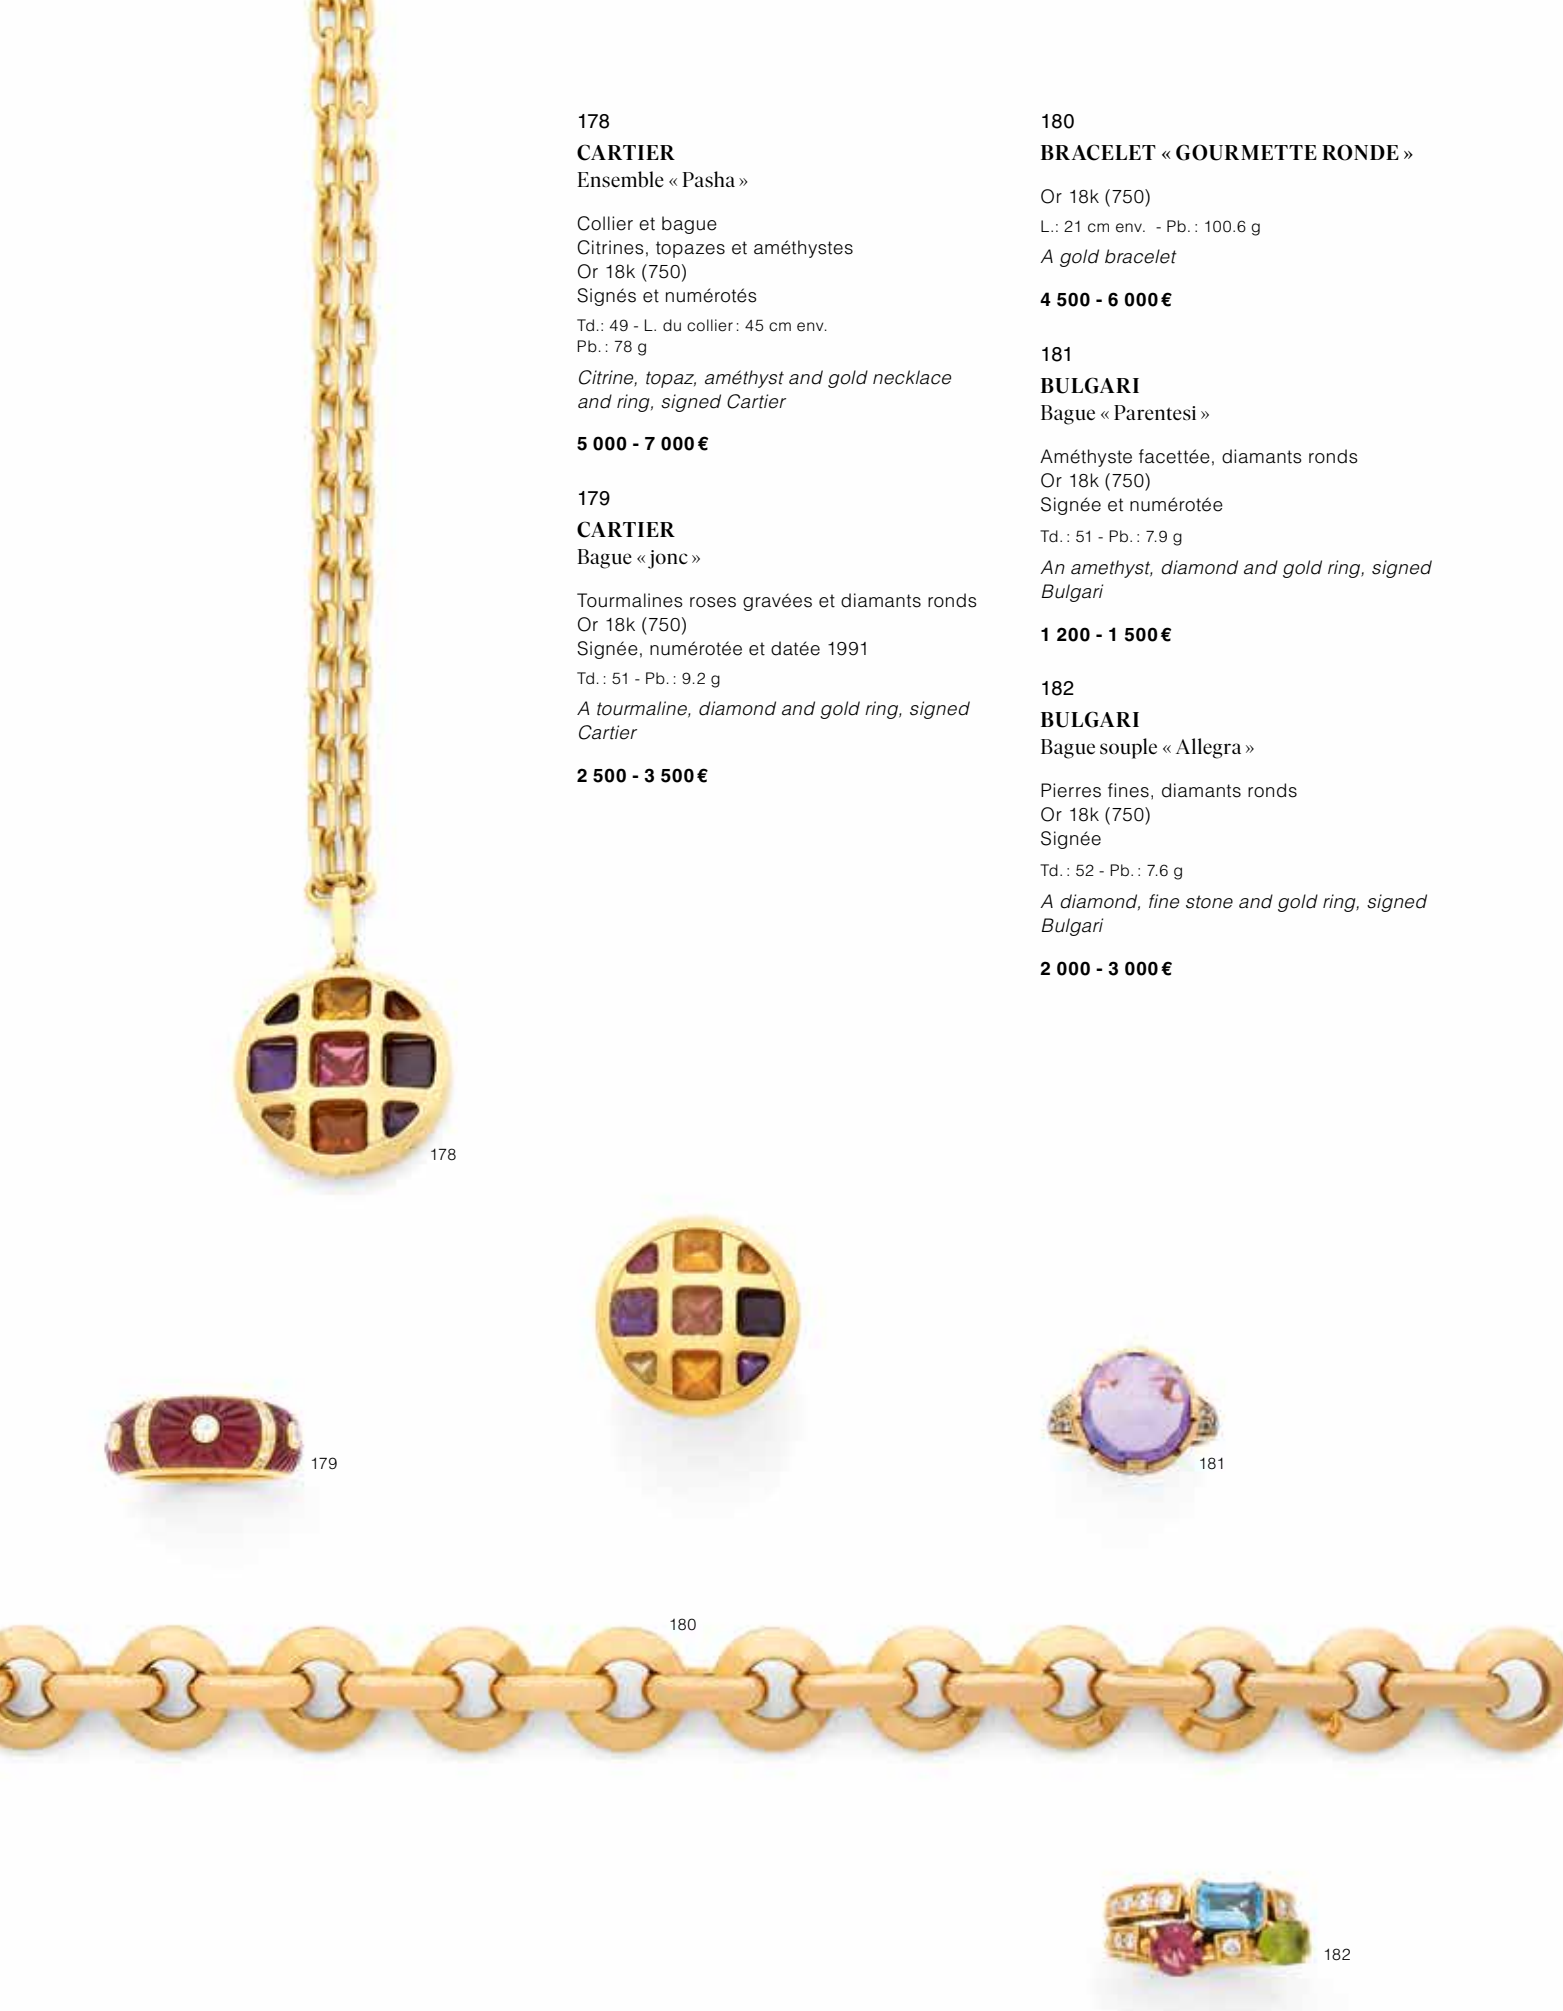 178
CARTIER
Ensemble « Pasha »
Collier et bague
Citrines, topazes et améthystes
Or 18k (750)
Signés et numérotés
Td.: 49 - L. du collier : 45 cm env.
Pb. : 78 g
Citrine, topaz, améthyst and gold necklace
and ring, signed Cartier
5 000 - 7 000 €
179
CARTIER
Bague « jonc »
Tourmalines roses gravées et diamants ronds
Or 18k (750)
Signée, numérotée et datée 1991
Td. : 51 - Pb. : 9.2 g
A tourmaline, diamond and gold ring, signed
Cartier
2 500 - 3 500 €
180
BRACELET « GOURMETTE RONDE »
Or 18k (750)
L.: 21 cm env. - Pb. : 100.6 g
A gold bracelet
4 500 - 6 000 €
181
BULGARI
Bague « Parentesi »
Améthyste facettée, diamants ronds
Or 18k (750)
Signée et numérotée
Td. : 51 - Pb. : 7.9 g
An amethyst, diamond and gold ring, signed
Bulgari
1 200 - 1 500 €
182
BULGARI
Bague souple « Allegra »
Pierres fines, diamants ronds
Or 18k (750)
Signée
Td. : 52 - Pb. : 7.6 g
A diamond, fine stone and gold ring, signed
Bulgari
2 000 - 3 000 €
178
179
181
180
182